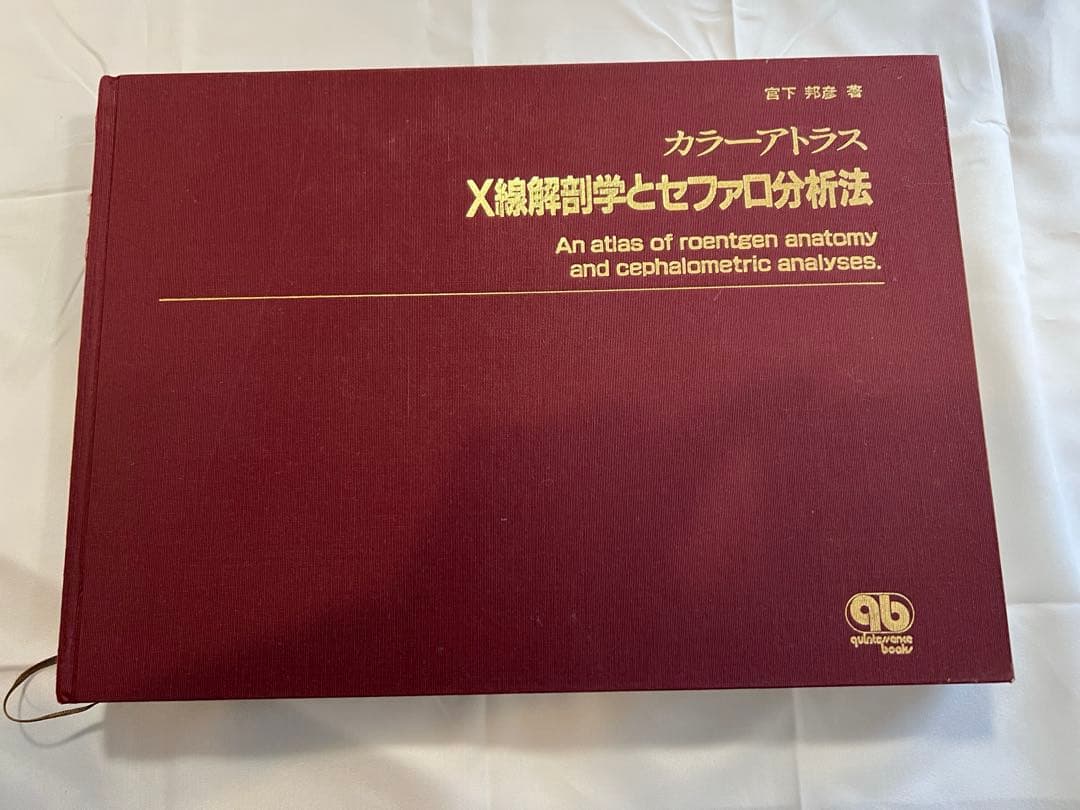 宮下 邦彦 著
カラーアトラス
X線解剖学とセファロ分析法
An atlas of roentgen anatomy
and cephalometric analyses.
qb
quintessence
books